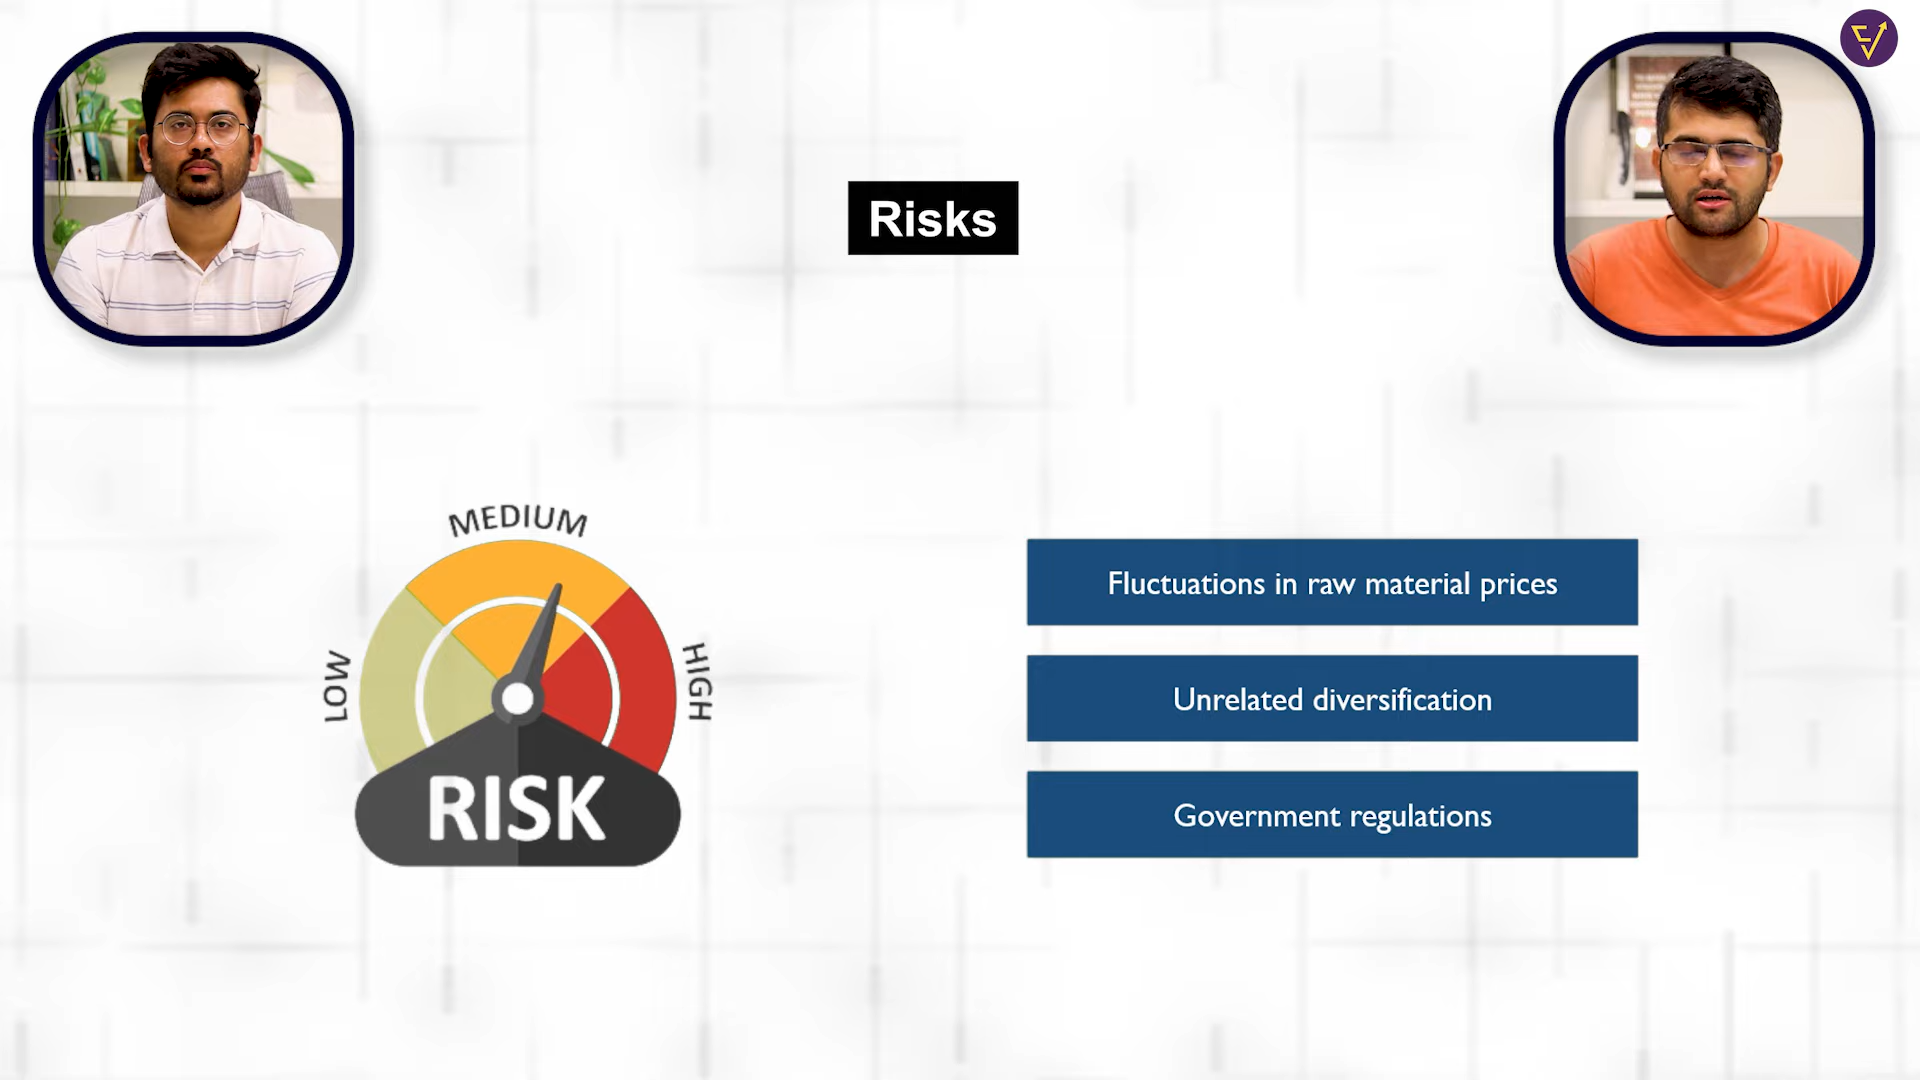 Risks
MEDIUM
LOW
HIGH
RISK
Fluctuations in raw material prices
Unrelated diversification
Government regulations